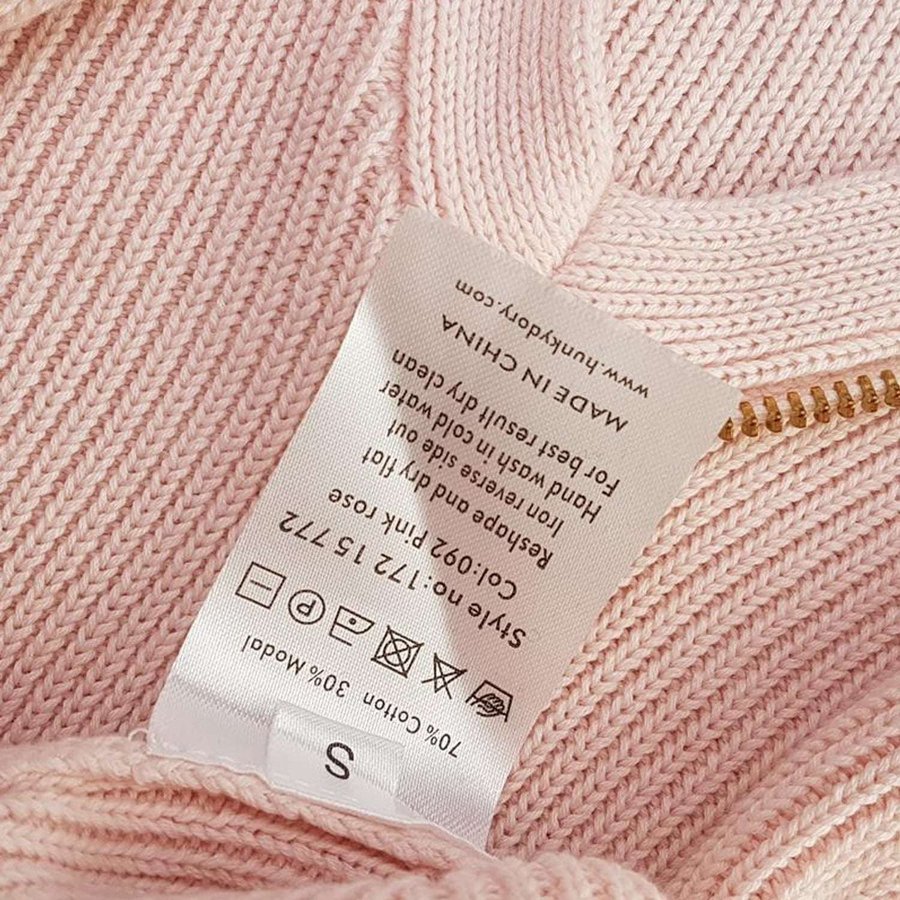 S
70% Cotton 30% Modal
P
Style no:172 15 772
Col:092 Pink rose
Reshape and dry flat
Iron reverse side out
Hand wash in cold water
For best result dry clean
MADE IN CHINA
www.hunkydory.com